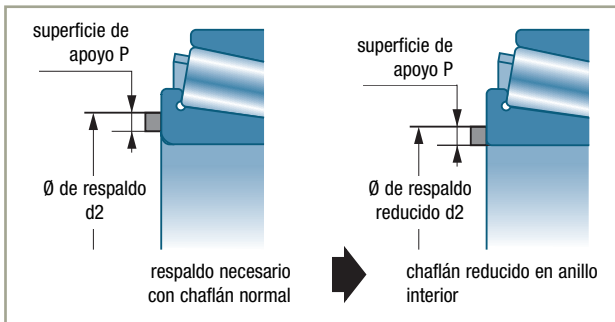 superficie de
apoyo P
Ø de respaldo
d2
respaldo necesario
con chaflán normal
superficie de
apoyo P
Ø de respaldo
reducido d2
chaflán reducido en anillo
interior